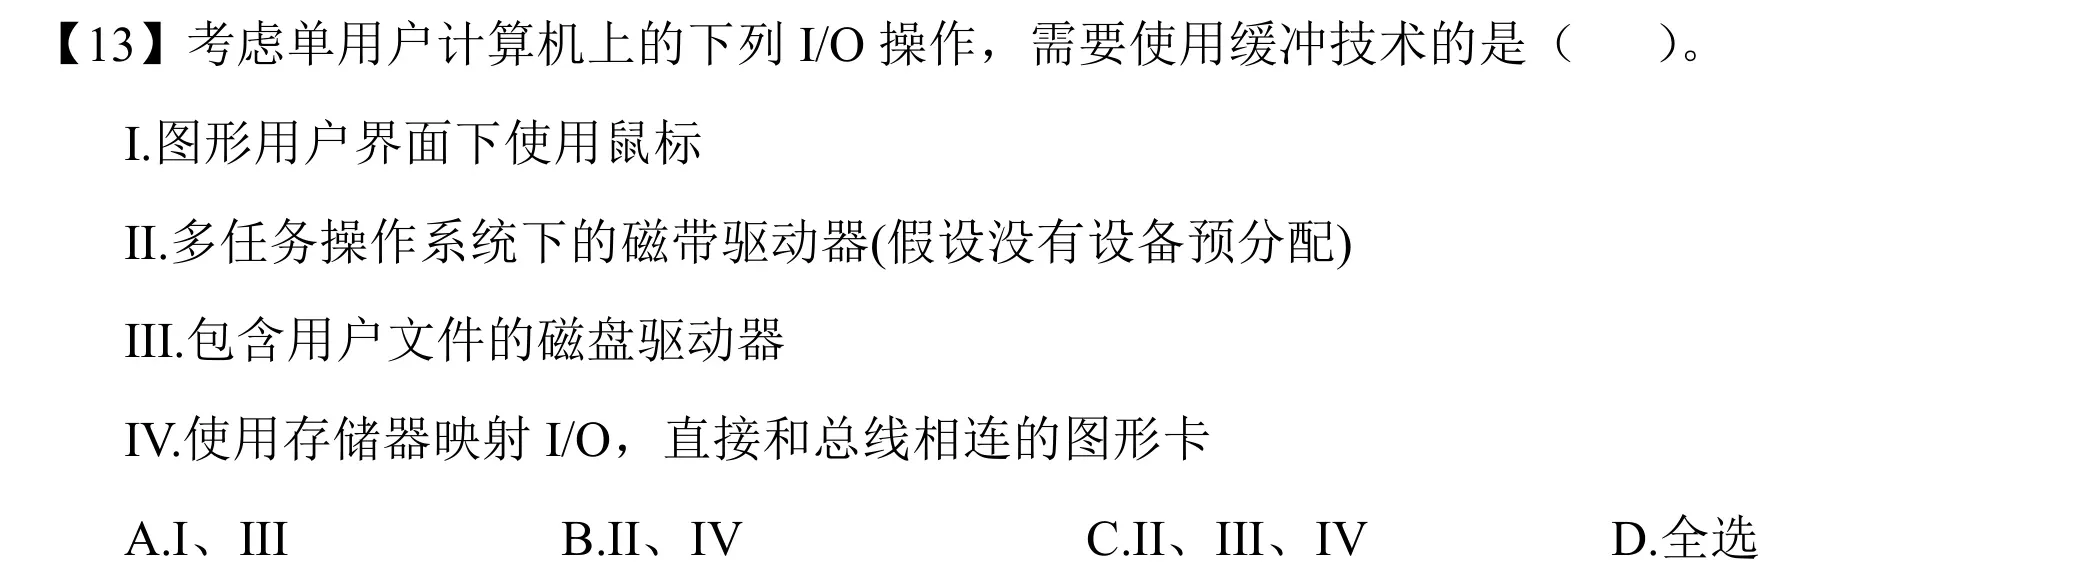 【13】考虑单用户计算机上的下列 I/O 操作，需要使用缓冲技术的是（　　）。
I.图形用户界面下使用鼠标
II.多任务操作系统下的磁带驱动器(假设没有设备预分配)
III.包含用户文件的磁盘驱动器
IV.使用存储器映射 I/O，直接和总线相连的图形卡
A.I、III　　B.II、IV　　C.II、III、IV　　D.全选